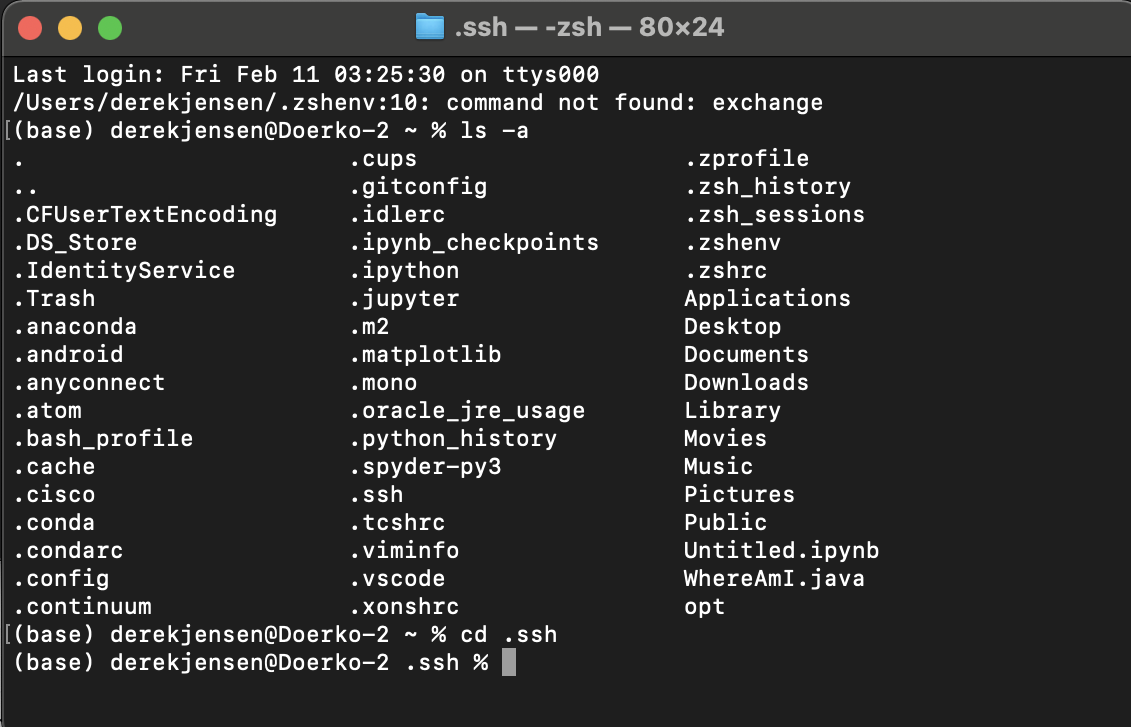 .ssh — -zsh — 80×24
Last login: Fri Feb 11 03:25:30 on ttys000
/Users/derekjensen/.zshenv:10: command not found: exchange
[(base) derekjensen@Doerko-2 ~ % ls -a
. .cups .zprofile
.. .gitconfig .zsh_history
.CFUserTextEncoding .idlerc .zsh_sessions
.DS_Store .ipynb_checkpoints .zshenv
.IdentityService .ipython .zshrc
.Trash .jupyter Applications
.anaconda .m2 Desktop
.android .matplotlib Documents
.anyconnect .mono Downloads
.atom .oracle_jre_usage Library
.bash_profile .python_history Movies
.cache .spyder-py3 Music
.cisco .ssh Pictures
.conda .tcshrc Public
.condarc .viminfo Untitled.ipynb
.config .vscode WhereAmI.java
.continuum .xonshrc opt
[(base) derekjensen@Doerko-2 ~ % cd .ssh
(base) derekjensen@Doerko-2 .ssh %